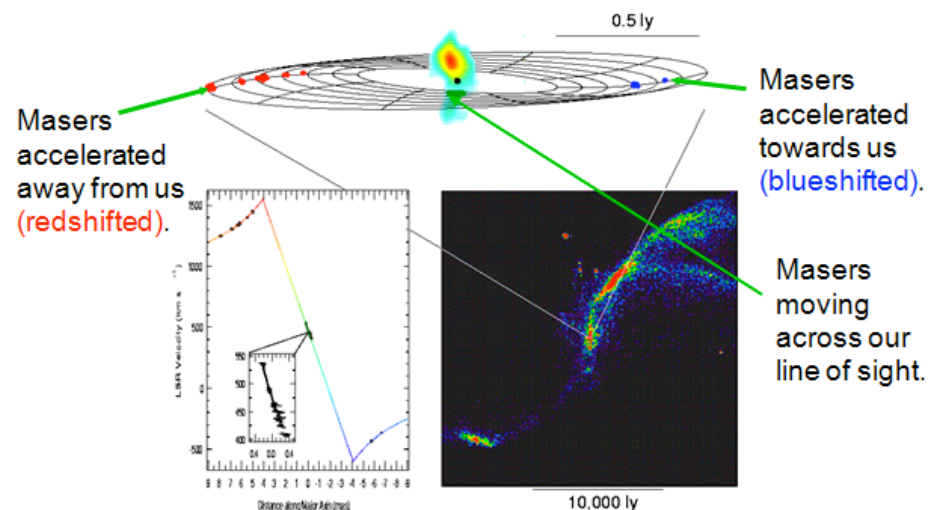 0.5 ly
Masers
accelerated
away from us
(redshifted).
Masers
accelerated
towards us
(blueshifted).
Masers
moving
across our
line of sight.
LSR Velocity (km s⁻¹)
1500
1000
500
0
-500
550
500
450
400
0.4 0.0 0.4
9 8 7 6 5 4 3 2 1 0 -1 -2 -3 -4 -5 -6 -7 -8 -9
Distance along Major Axis (mas)
10,000 ly